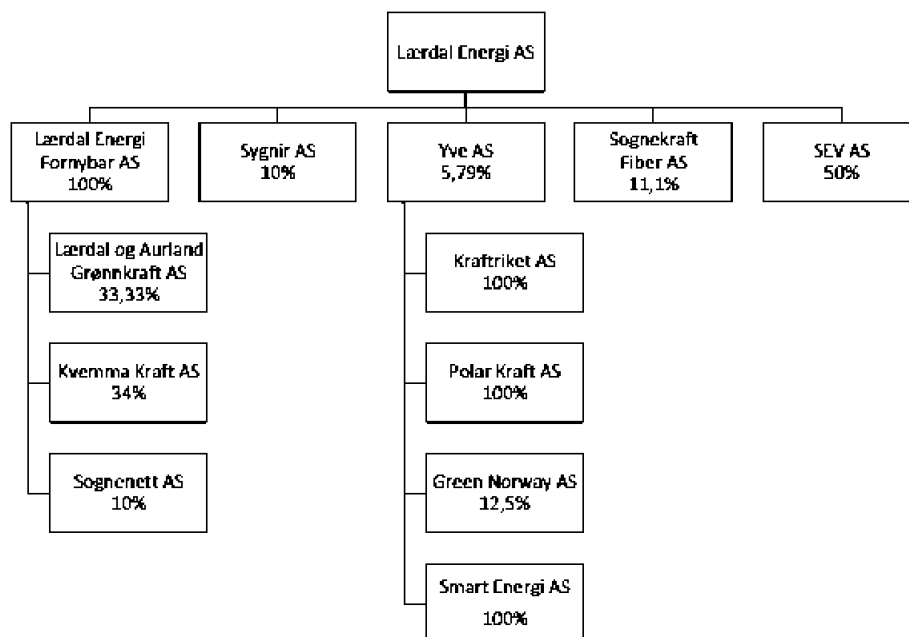 Lærdal Energi AS
Lærdal Energi
Fornybar AS
100%
Sygnir AS
10%
Yve AS
5,79%
Sognekraft
Fiber AS
11,1%
SEV AS
50%
Lærdal og Aurland
Grønnkraft AS
33,33%
Kvemma Kraft AS
34%
Sognenett AS
10%
Kraftriket AS
100%
Polar Kraft AS
100%
Green Norway AS
12,5%
Smart Energi AS
100%